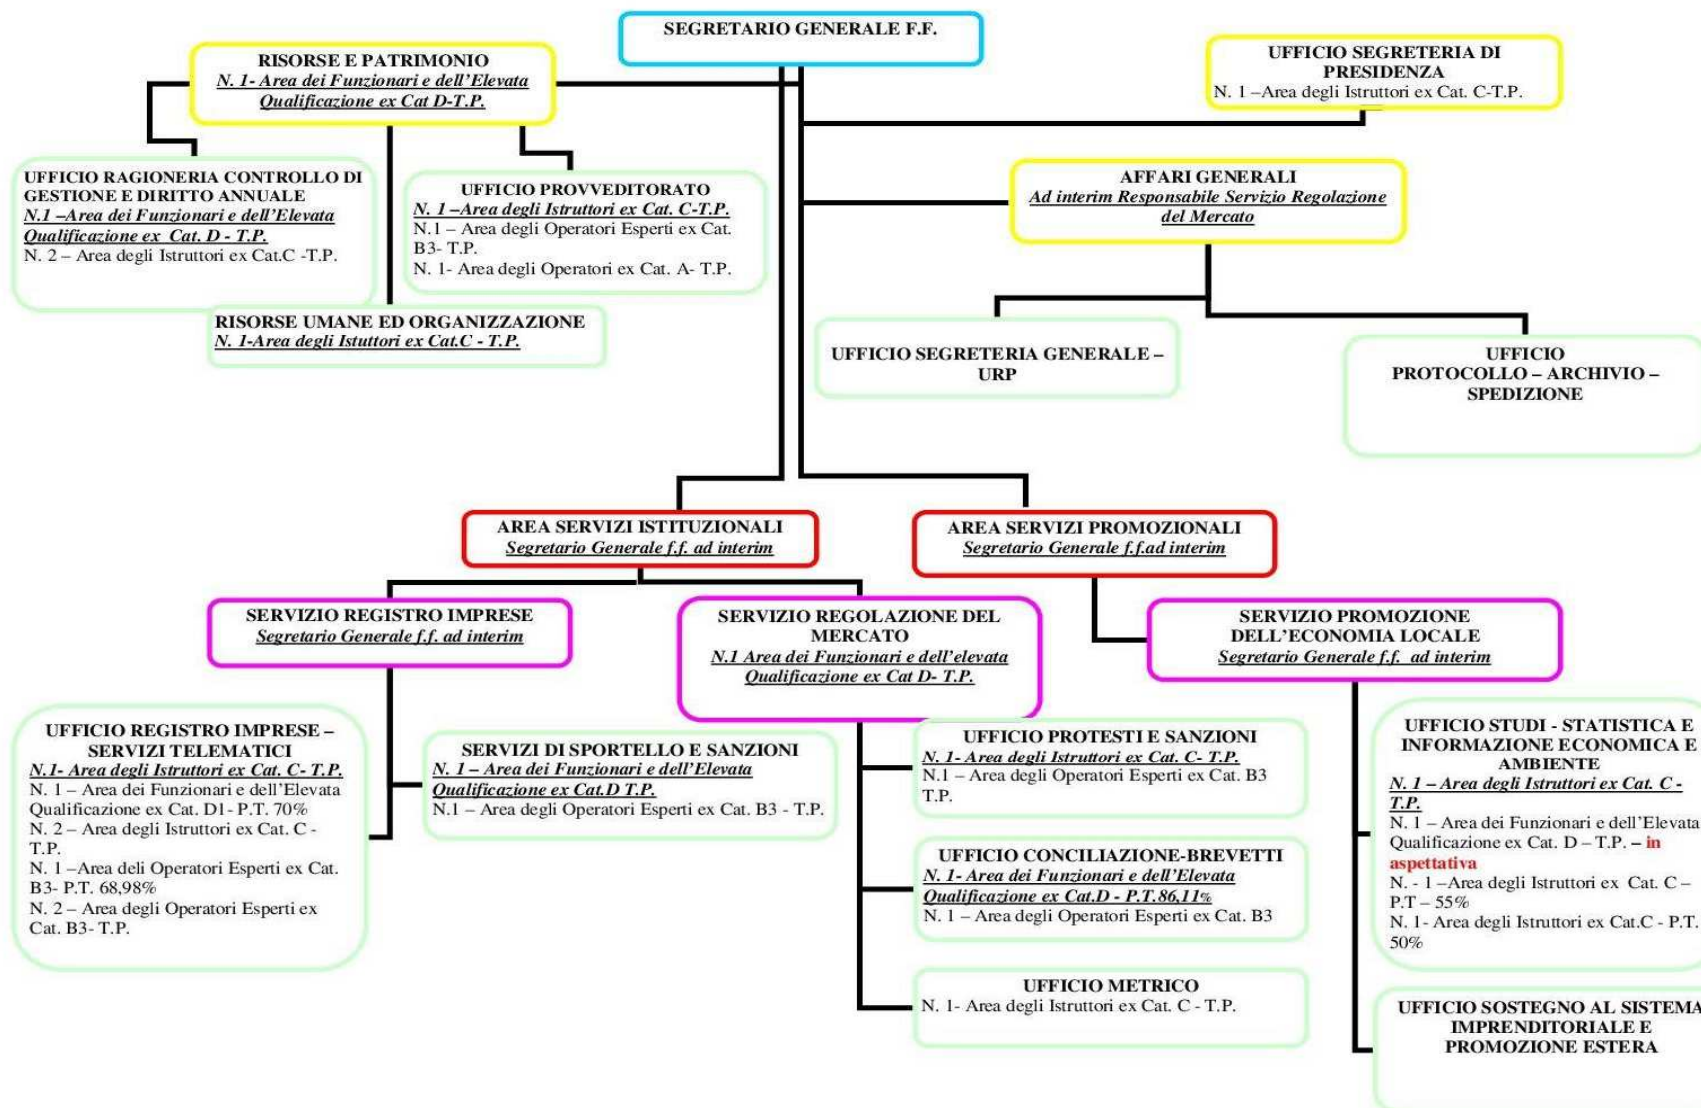 SEGRETARIO GENERALE F.F.
RISORSE E PATRIMONIO
N. 1- Area dei Funzionari e dell'Elevata
Qualificazione ex Cat D-T.P.
UFFICIO SEGRETERIA DI
PRESIDENZA
N. 1 –Area degli Istruttori ex Cat. C-T.P.
UFFICIO RAGIONERIA CONTROLLO DI
GESTIONE E DIRITTO ANNUALE
N.1 –Area dei Funzionari e dell'Elevata
Qualificazione ex Cat. D - T.P.
N. 2 – Area degli Istruttori ex Cat.C -T.P.
UFFICIO PROVVEDITORATO
N. 1 –Area degli Istruttori ex Cat. C-T.P.
N.1 – Area degli Operatori Esperti ex Cat.
B3- T.P.
N. 1- Area degli Operatori ex Cat. A- T.P.
AFFARI GENERALI
Ad interim Responsabile Servizio Regolazione
del Mercato
RISORSE UMANE ED ORGANIZZAZIONE
N. 1-Area degli Istuttori ex Cat.C - T.P.
UFFICIO SEGRETERIA GENERALE –
URP
UFFICIO
PROTOCOLLO – ARCHIVIO –
SPEDIZIONE
AREA SERVIZI ISTITUZIONALI
Segretario Generale f.f. ad interim
AREA SERVIZI PROMOZIONALI
Segretario Generale f.f.ad interim
SERVIZIO REGISTRO IMPRESE
Segretario Generale f.f. ad interim
SERVIZIO REGOLAZIONE DEL
MERCATO
N.1 Area dei Funzionari e dell'elevata
Qualificazione ex Cat D- T.P.
SERVIZIO PROMOZIONE
DELL'ECONOMIA LOCALE
Segretario Generale f.f. ad interim
UFFICIO REGISTRO IMPRESE –
SERVIZI TELEMATICI
N.1- Area degli Istruttori ex Cat. C- T.P.
N. 1 – Area dei Funzionari e dell'Elevata
Qualificazione ex Cat. D1- P.T. 70%
N. 2 – Area degli Istruttori ex Cat. C -
T.P.
N. 1 –Area deli Operatori Esperti ex Cat.
B3- P.T. 68,98%
N. 2 – Area degli Operatori Esperti ex
Cat. B3- T.P.
SERVIZI DI SPORTELLO E SANZIONI
N. 1 – Area dei Funzionari e dell'Elevata
Qualificazione ex Cat.D T.P.
N.1 – Area degli Operatori Esperti ex Cat. B3 - T.P.
UFFICIO PROTESTI E SANZIONI
N. 1- Area degli Istruttori ex Cat. C- T.P.
N.1 – Area degli Operatori Esperti ex Cat. B3
T.P.
UFFICIO CONCILIAZIONE-BREVETTI
N. 1- Area dei Funzionari e dell'Elevata
Qualificazione ex Cat.D - P.T.86,11%
N. 1 – Area degli Operatori Esperti ex Cat. B3
UFFICIO METRICO
N. 1- Area degli Istruttori ex Cat. C - T.P.
UFFICIO STUDI - STATISTICA E
INFORMAZIONE ECONOMICA E
AMBIENTE
N. 1 – Area degli Istruttori ex Cat. C -
T.P.
N. 1 – Area dei Funzionari e dell'Elevata
Qualificazione ex Cat. D – T.P. – in
aspettativa
N. - 1 –Area degli Istruttori ex Cat. C –
P.T – 55%
N. 1- Area degli Istruttori ex Cat.C - P.T.
50%
UFFICIO SOSTEGNO AL SISTEMA
IMPRENDITORIALE E
PROMOZIONE ESTERA